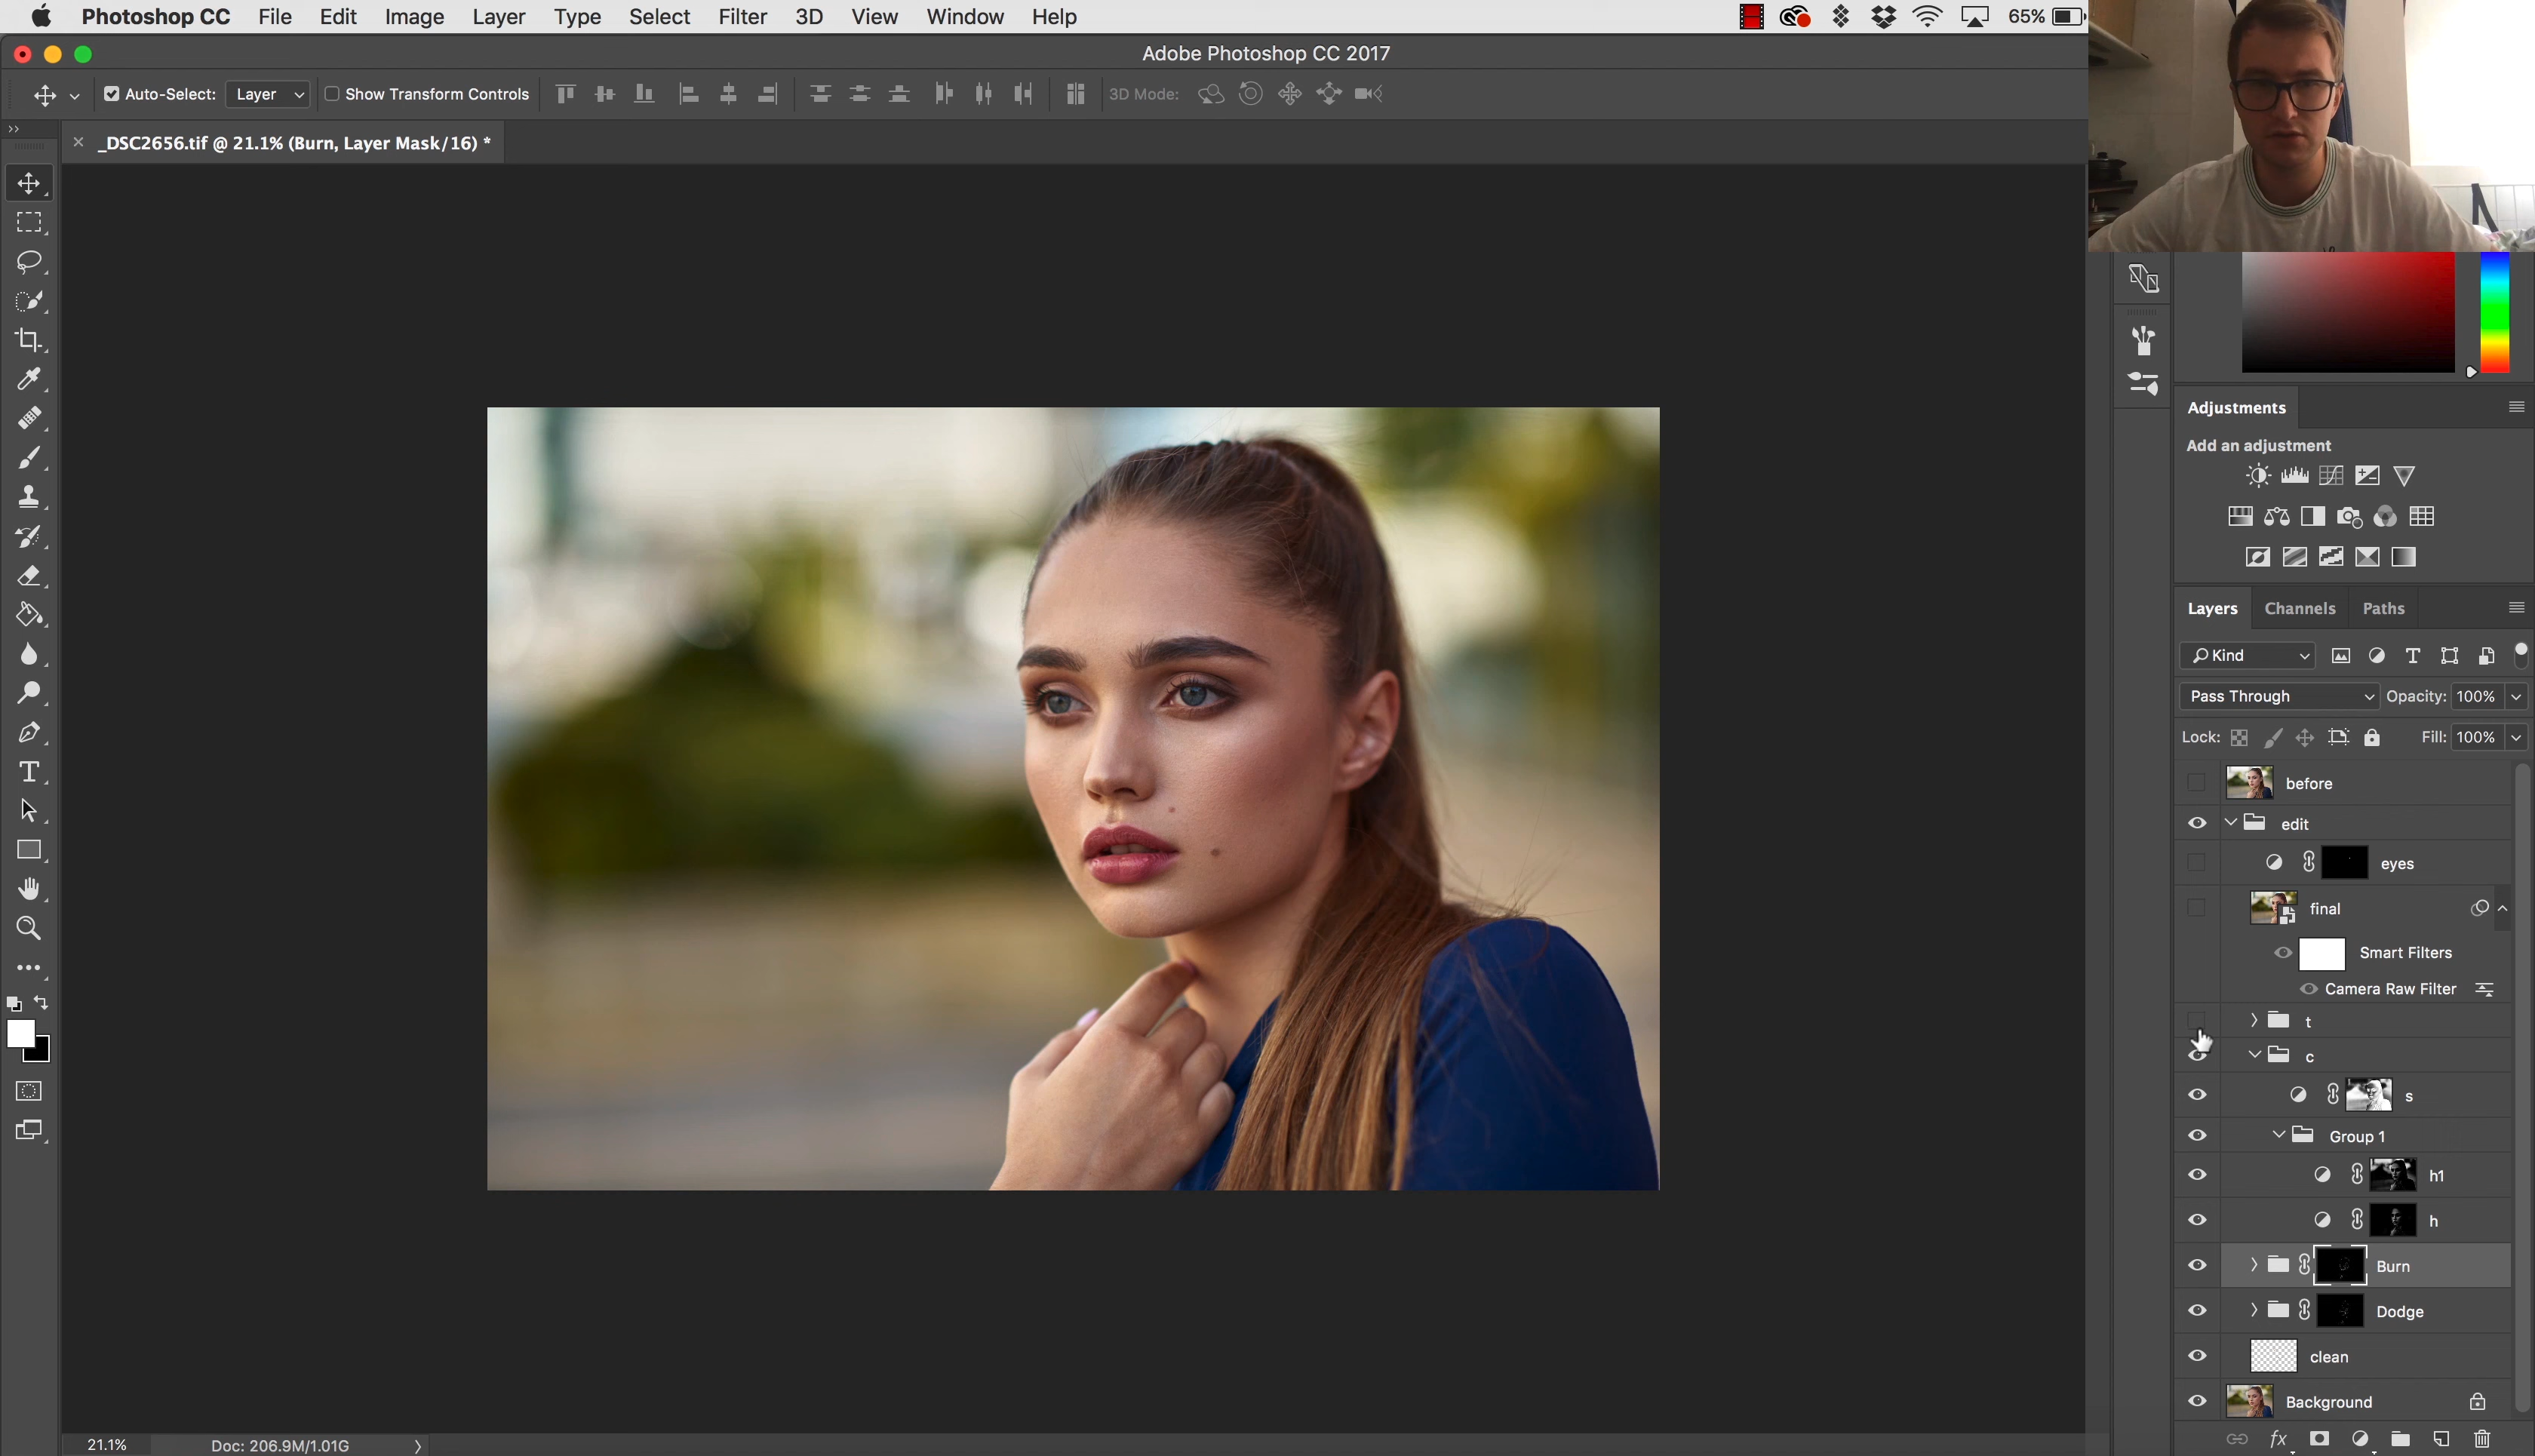 Photoshop CC File Edit Image Layer Type Select Filter 3D View Window Help 65%
Adobe Photoshop CC 2017
Auto-Select: Layer Show Transform Controls 3D Mode:
_DSC2656.tif @ 21.1% (Burn, Layer Mask/16) *
Adjustments
Add an adjustment
Layers Channels Paths
Kind
Pass Through Opacity: 100%
Lock: Fill: 100%
before
edit
eyes
final
Smart Filters
Camera Raw Filter
t
c
s
Group 1
h1
h
Burn
Dodge
clean
Background
21.1% Doc: 206.9M/1.01G
fx